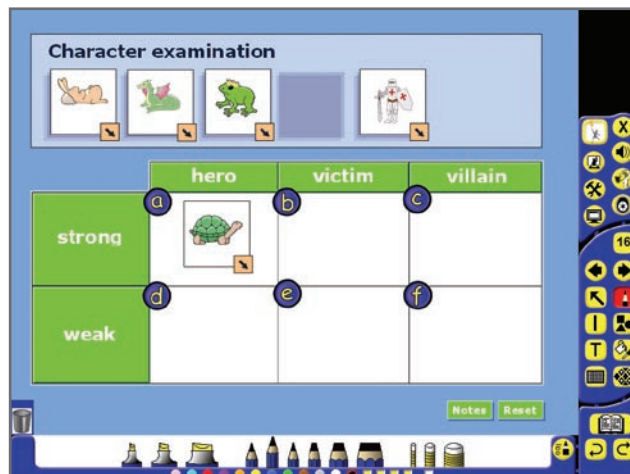 Character examination
hero victim villain
a b c
strong
d e f
weak
Notes Reset
X
16
T